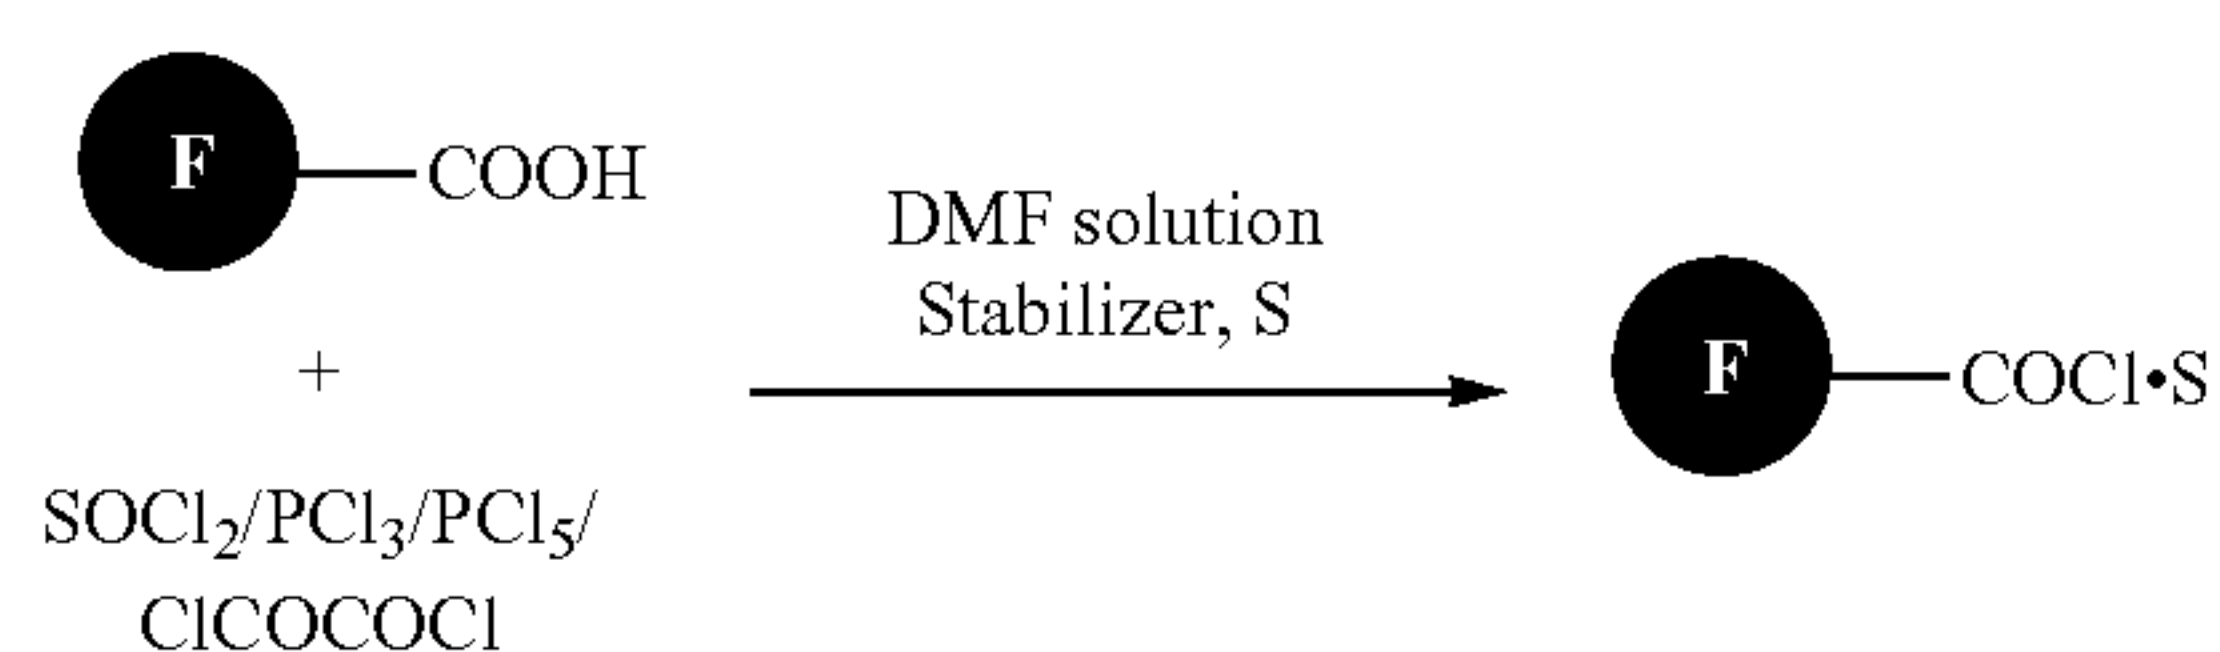 F
COOH
+
SOCl₂/PCl₃/PCl₅/
ClCOCOCl
DMF solution
Stabilizer, S
F
COCl•S